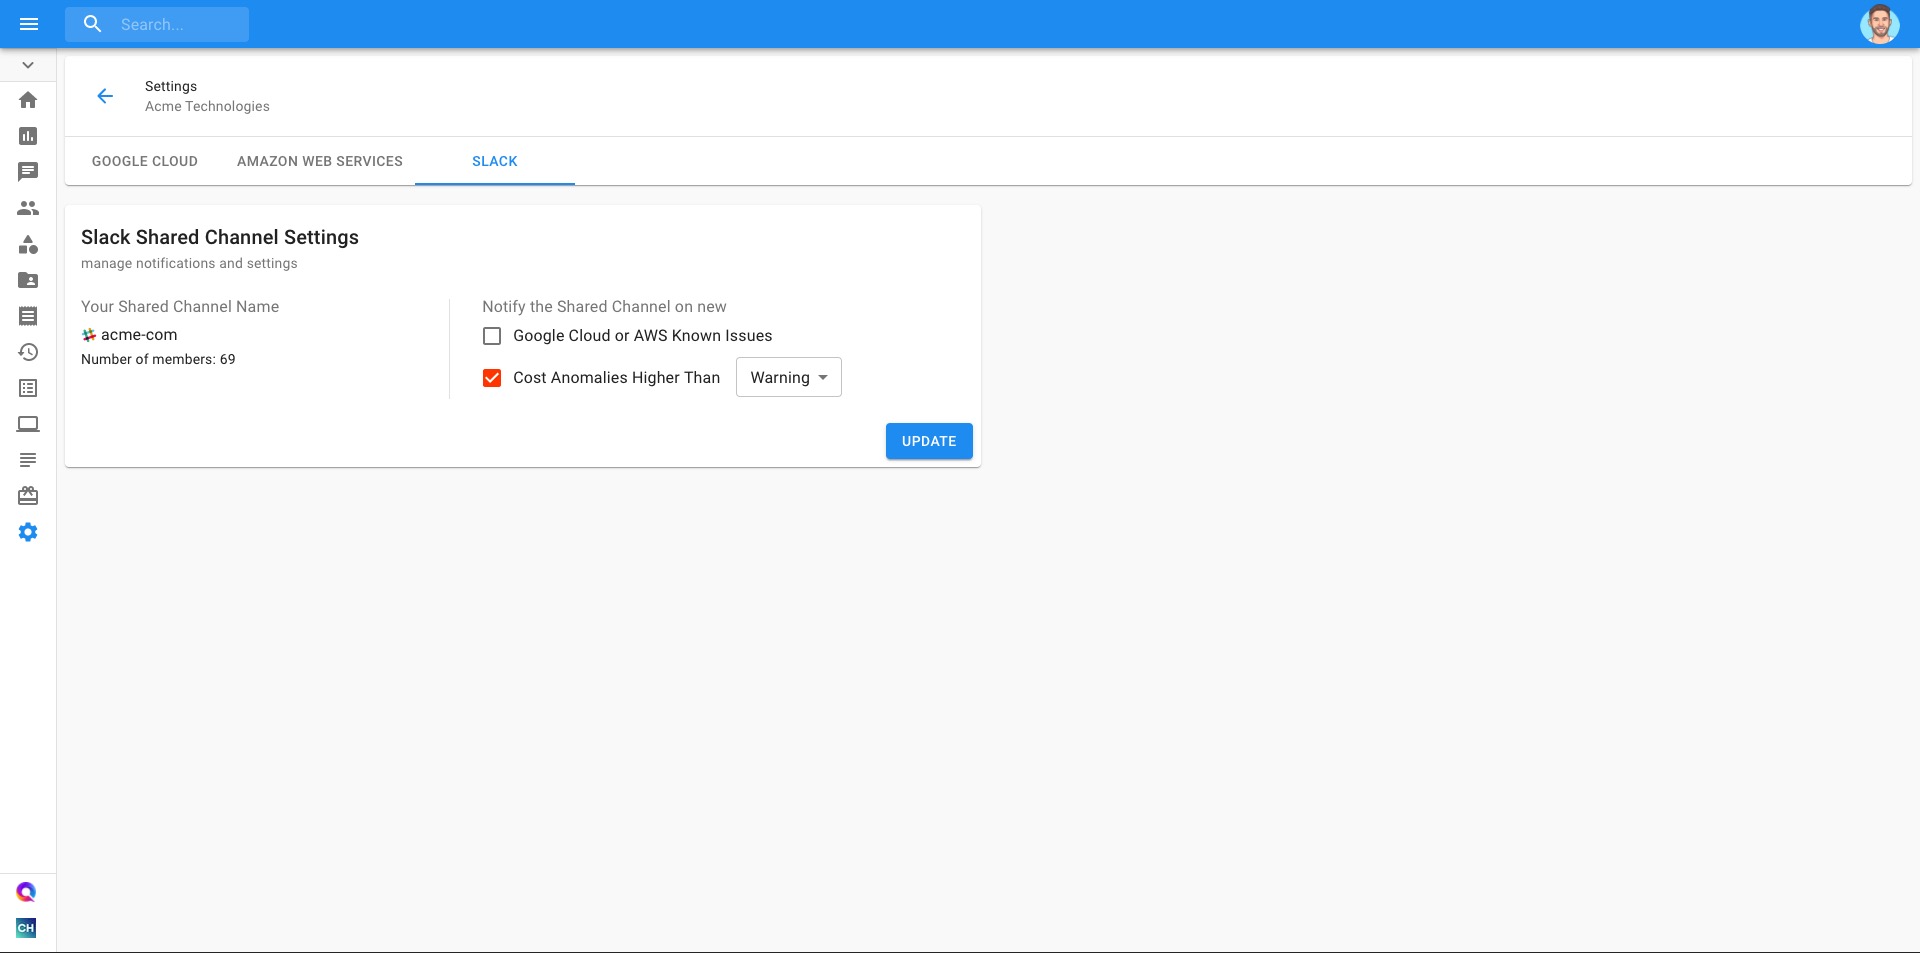 Search...
Settings
Acme Technologies
GOOGLE CLOUD
AMAZON WEB SERVICES
SLACK
Slack Shared Channel Settings
manage notifications and settings
Your Shared Channel Name
acme-com
Number of members: 69
Notify the Shared Channel on new
Google Cloud or AWS Known Issues
Cost Anomalies Higher Than
Warning
UPDATE
CH